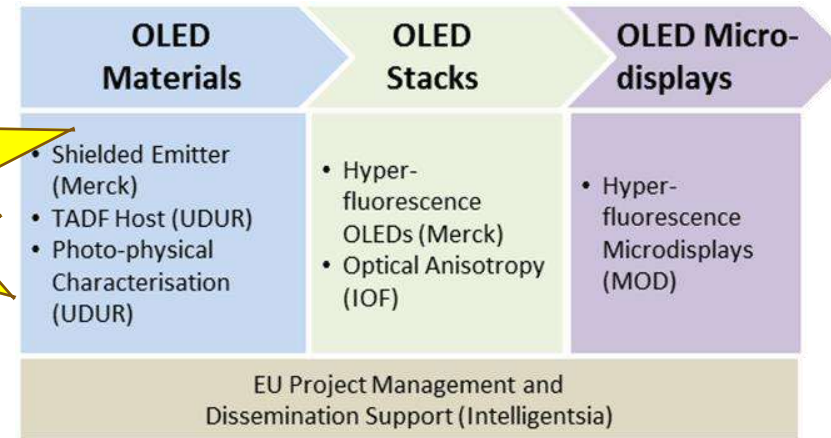 OLED
Materials
OLED
Stacks
OLED Micro-
displays
• Shielded Emitter
(Merck)
• TADF Host (UDUR)
• Photo-physical
Characterisation
(UDUR)
• Hyper-
fluorescence
OLEDs (Merck)
• Optical Anisotropy
(IOF)
• Hyper-
fluorescence
Microdisplays
(MOD)
EU Project Management and
Dissemination Support (Intelligentsia)